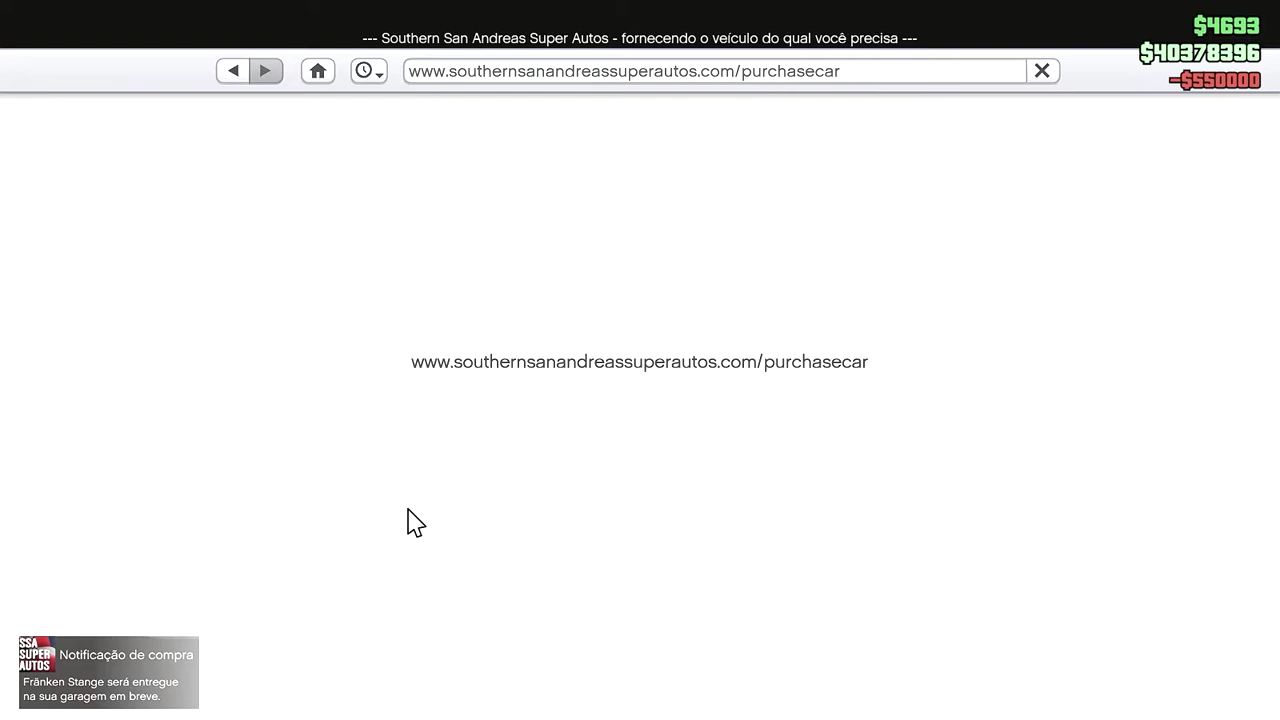 --- Southern San Andreas Super Autos - fornecendo o veículo do qual você precisa ---
$4693
$40378396
-$550000
www.southernsanandreassuperautos.com/purchasecar
www.southernsanandreassuperautos.com/purchasecar
SSA
SUPER
AUTOS
Notificação de compra
Fränken Stange será entregue
na sua garagem em breve.